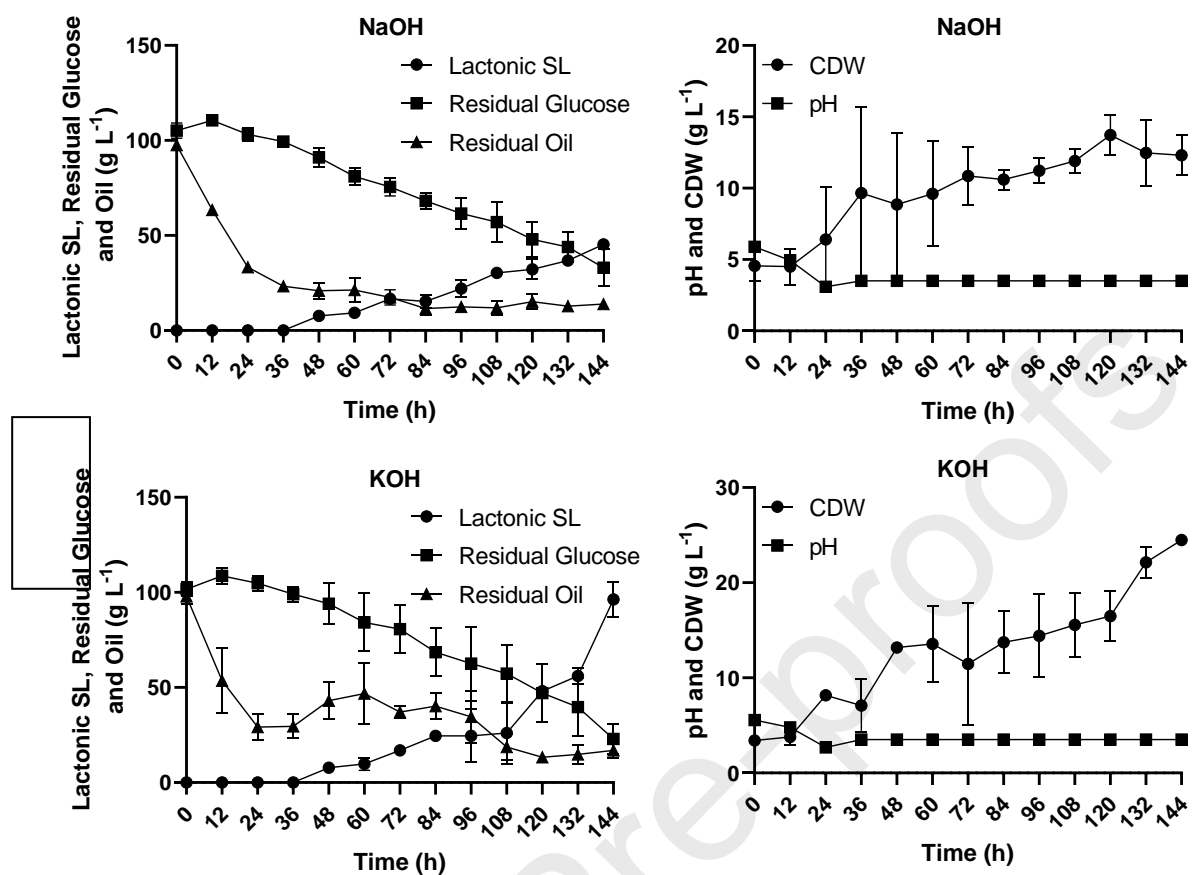 NaOH
Lactonic SL, Residual Glucose
and Oil (g L⁻¹)
150
100
50
0
Lactonic SL
Residual Glucose
Residual Oil
0 12 24 36 48 60 72 84 96 108 120 132 144
Time (h)
NaOH
pH and CDW (g L⁻¹)
20
15
10
5
0
CDW
pH
0 12 24 36 48 60 72 84 96 108 120 132 144
Time (h)
KOH
Lactonic SL, Residual Glucose
and Oil (g L⁻¹)
150
100
50
0
Lactonic SL
Residual Glucose
Residual Oil
0 12 24 36 48 60 72 84 96 108 120 132 144
Time (h)
KOH
pH and CDW (g L⁻¹)
30
20
10
0
CDW
pH
0 12 24 36 48 60 72 84 96 108 120 132 144
Time (h)
re-proofs